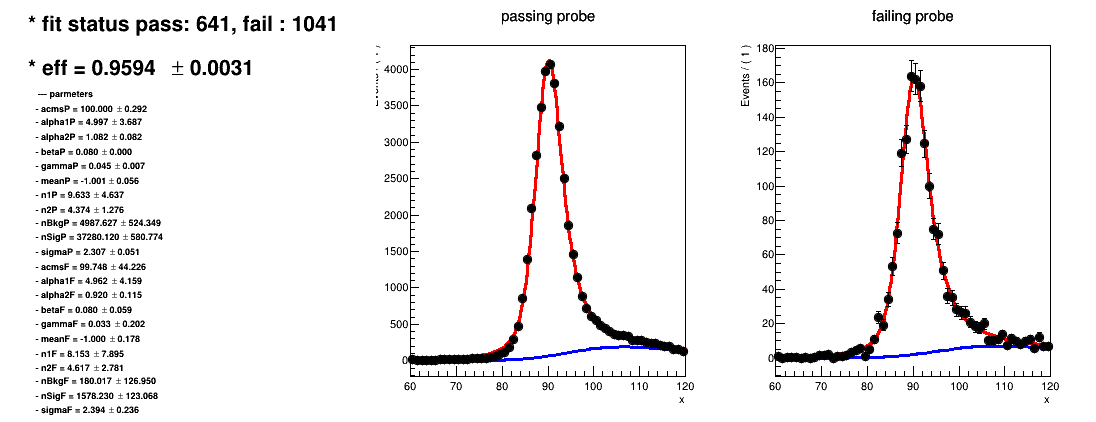 * fit status pass: 641, fail : 1041
* eff = 0.9594 ± 0.0031
--- parmeters
- acmsP = 100.000 ± 0.292
- alpha1P = 4.997 ± 3.687
- alpha2P = 1.082 ± 0.082
- betaP = 0.080 ± 0.000
- gammaP = 0.045 ± 0.007
- meanP = -1.001 ± 0.056
- n1P = 9.633 ± 4.637
- n2P = 4.374 ± 1.276
- nBkgP = 4987.627 ± 524.349
- nSigP = 37280.120 ± 580.774
- sigmaP = 2.307 ± 0.051
- acmsF = 99.748 ± 44.226
- alpha1F = 4.962 ± 4.159
- alpha2F = 0.920 ± 0.115
- betaF = 0.080 ± 0.059
- gammaF = 0.033 ± 0.202
- meanF = -1.000 ± 0.178
- n1F = 8.153 ± 7.895
- n2F = 4.617 ± 2.781
- nBkgF = 180.017 ± 126.950
- nSigF = 1578.230 ± 123.068
- sigmaF = 2.394 ± 0.236
passing probe
4000
3500
3000
2500
2000
1500
1000
500
0
60 70 80 90 100 110 120
x
failing probe
Events / ( 1 )
180
160
140
120
100
80
60
40
20
0
60 70 80 90 100 110 120
x